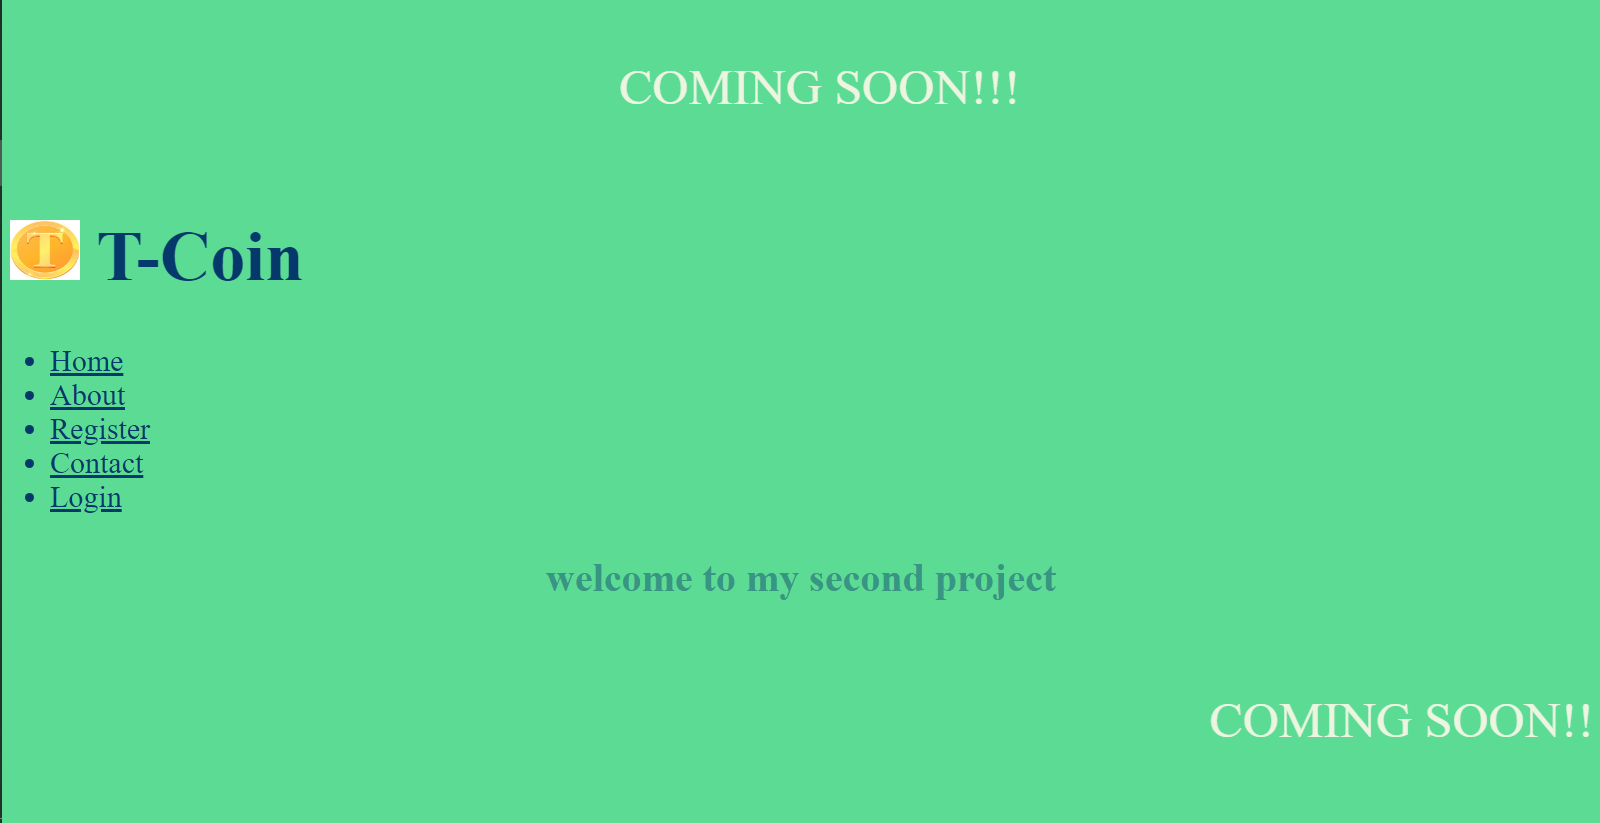 COMING SOON!!!
T T-Coin
Home
About
Register
Contact
Login
welcome to my second project
COMING SOON!!